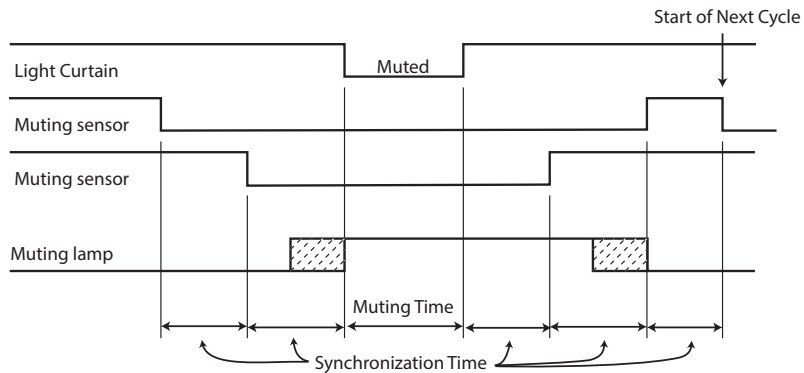 Start of Next Cycle
Light Curtain
Muted
Muting sensor
Muting sensor
Muting lamp
Muting Time
Synchronization Time